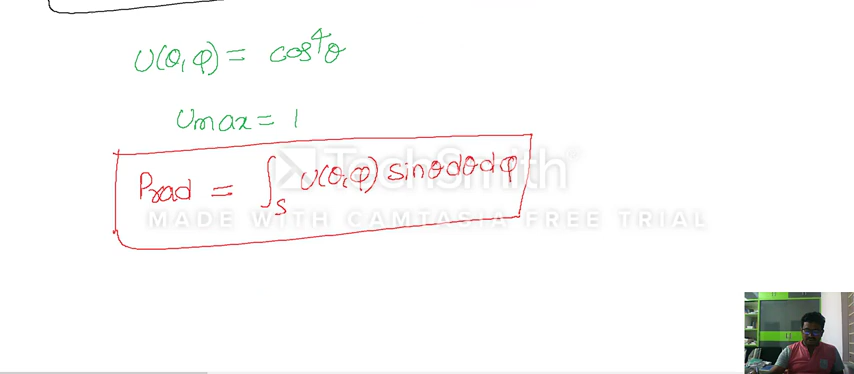 U(θ,φ) = cos⁴θ
Umax = 1
Prad = ∫s U(θ,φ) sinθdθdφ
TechSmith
MADE WITH CAMTASIA FREE TRIAL